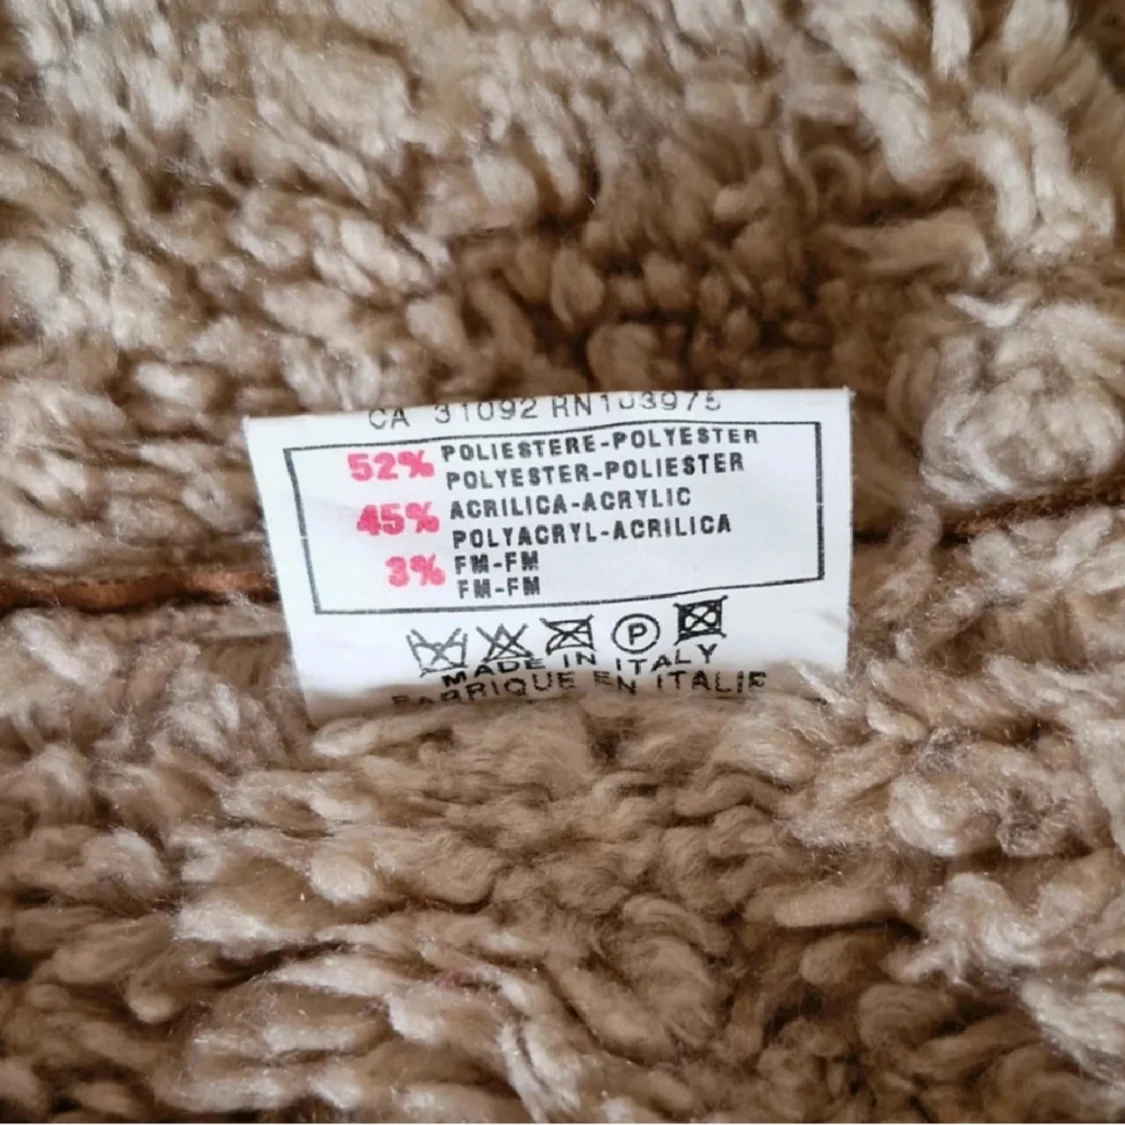 CA 31092 RN103975
52% POLIESTERE-POLYESTER
POLYESTER-POLIESTER
45% ACRILICA-ACRYLIC
POLYACRYL-ACRILICA
3% FM-FM
FM-FM
P
MADE IN ITALY
FABRIQUE EN ITALIE